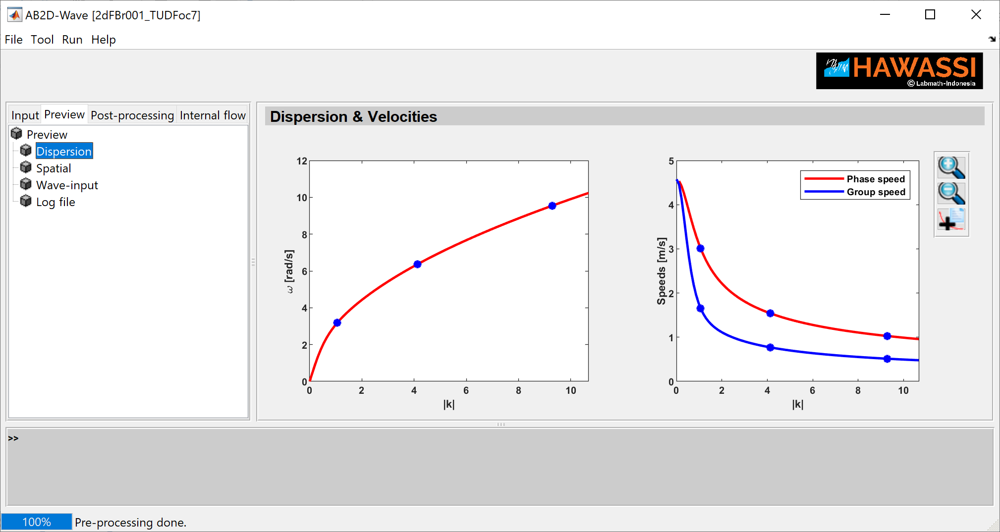 AB2D-Wave [2dFBr001_TUDFoc7]
File Tool Run Help
HAWASSI
© Labmath-Indonesia
Input Preview Post-processing Internal flow
Preview
Dispersion
Spatial
Wave-input
Log file
Dispersion & Velocities
12
10
8
6
4
2
0
ω [rad/s]
0 2 4 6 8 10
|k|
5
4
3
2
1
0
Speeds [m/s]
Phase speed
Group speed
0 2 4 6 8 10
|k|
>>
100% Pre-processing done.